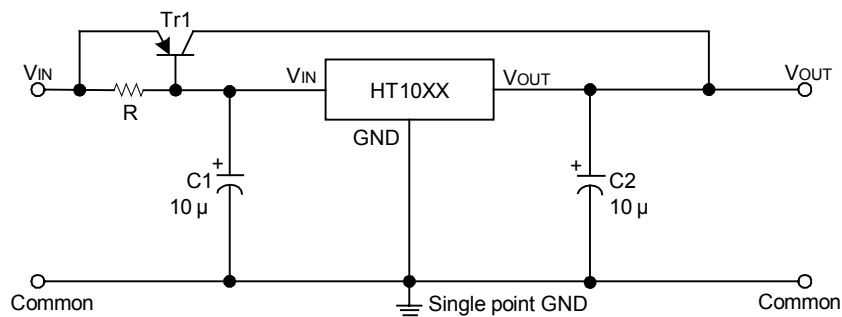 Tr1
VIN
R
VIN
HT10XX
VOUT
VOUT
GND
+
C1
10 µ
+
C2
10 µ
Common
Single point GND
Common